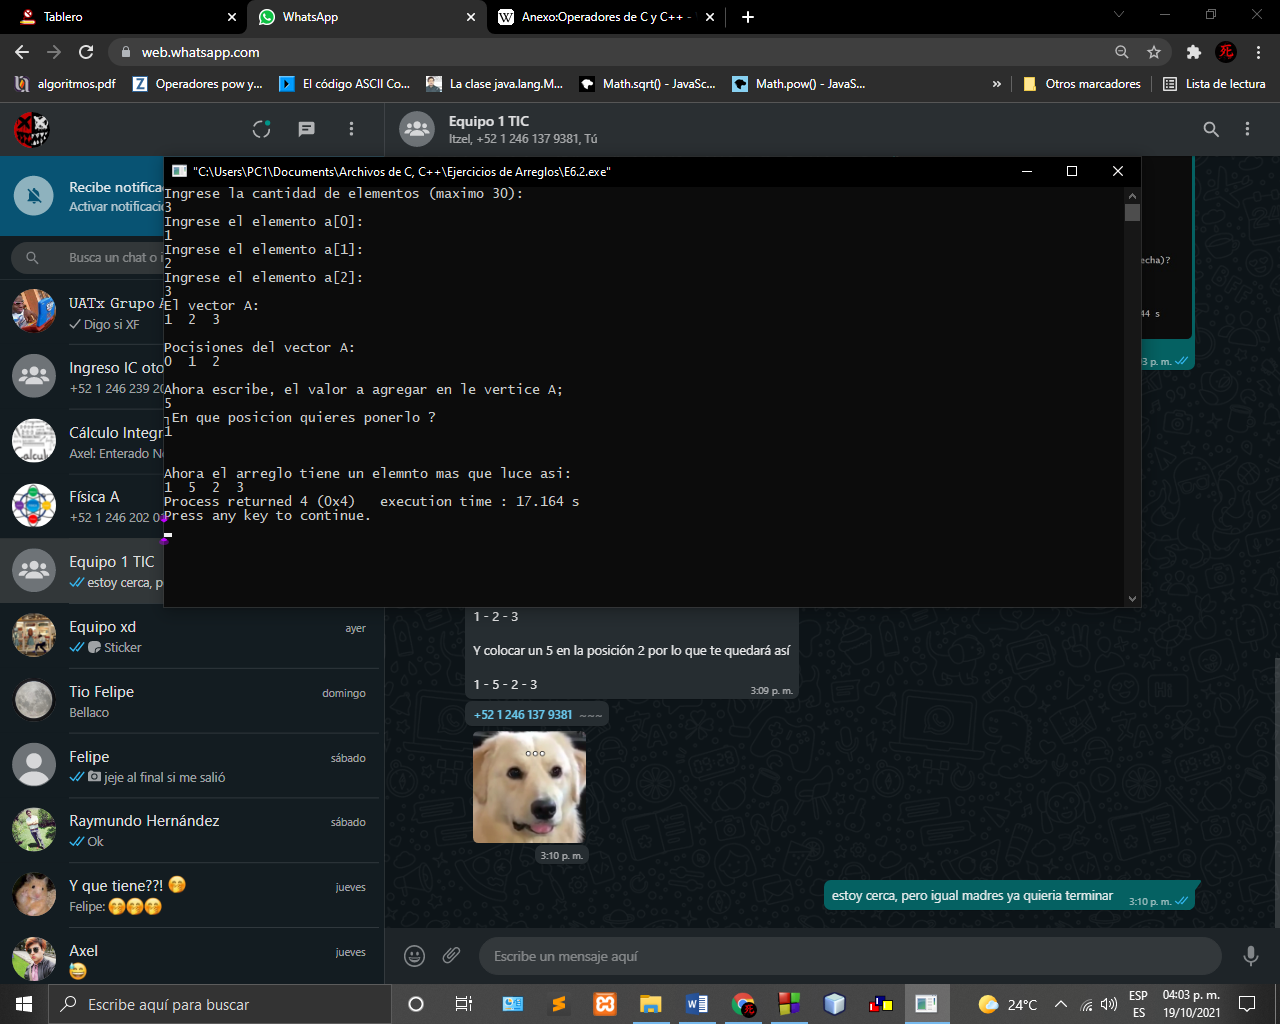 Tablero
WhatsApp
Anexo:Operadores de C y C++ -
web.whatsapp.com
algoritmos.pdf
Operadores pow y...
El código ASCII Co...
La clase java.lang.M...
Math.sqrt() - JavaSc...
Math.pow() - JavaS...
»
Otros marcadores
Lista de lectura
Equipo 1 TIC
Itzel, +52 1 246 137 9381, Tú
Recibe notifica
Activar notificació
Busca un chat o i
UATx Grupo A
Digo si XF
Ingreso IC oto
+52 1 246 239 20
Cálculo Integr
Axel: Enterado No
Física A
+52 1 246 202 0
Equipo 1 TIC
estoy cerca, p
Equipo xd
ayer
Sticker
Tio Felipe
domingo
Bellaco
Felipe
sábado
jeje al final si me salió
Raymundo Hernández
sábado
Ok
Y que tiene??! 🤭
jueves
Felipe: 🤭🤭🤭
Axel
jueves
😅
"C:\Users\PC1\Documents\Archivos de C, C++\Ejercicios de Arreglos\E6.2.exe"
Ingrese la cantidad de elementos (maximo 30):
3
Ingrese el elemento a[0]:
1
Ingrese el elemento a[1]:
2
Ingrese el elemento a[2]:
3
El vector A:
1 2 3
Pocisiones del vector A:
0 1 2
Ahora escribe, el valor a agregar en le vertice A;
5
¿En que posicion quieres ponerlo ?
1
Ahora el arreglo tiene un elemnto mas que luce asi:
1 5 2 3
Process returned 4 (0x4) execution time : 17.164 s
Press any key to continue.
echa)?
44 s
3 p. m.
1 - 2 - 3
Y colocar un 5 en la posición 2 por lo que te quedará así
1 - 5 - 2 - 3
3:09 p. m.
+52 1 246 137 9381 ~~~
3:10 p. m.
estoy cerca, pero igual madres ya quieria terminar
3:10 p. m.
Escribe un mensaje aquí
Escribe aquí para buscar
24°C
ESP
ES
04:03 p. m.
19/10/2021